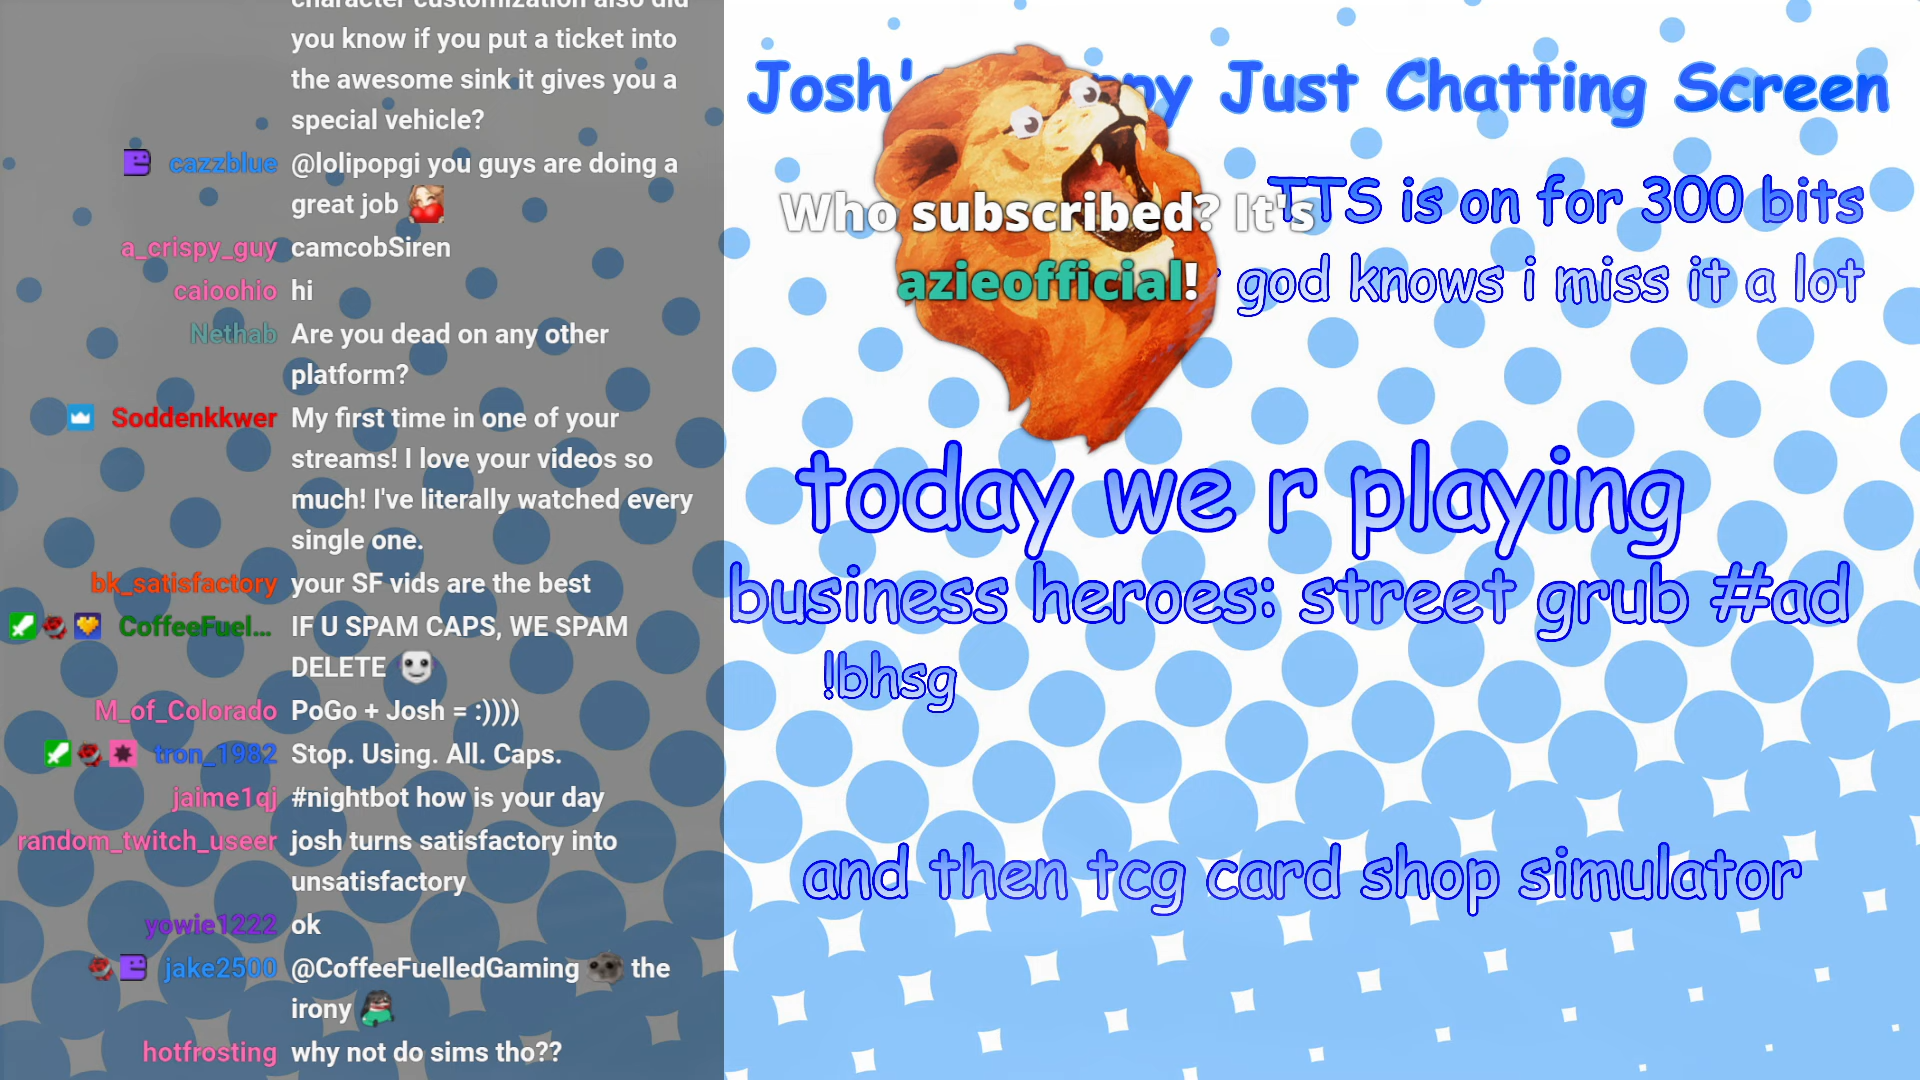 character customization also did
you know if you put a ticket into
the awesome sink it gives you a
special vehicle?
cazzblue @lolipopgi you guys are doing a
great job
a_crispy_guy camcobSiren
caioohio hi
Nethab Are you dead on any other
platform?
Soddenkkwer My first time in one of your
streams! I love your videos so
much! I've literally watched every
single one.
bk_satisfactory your SF vids are the best
CoffeeFuel... IF U SPAM CAPS, WE SPAM
DELETE
M_of_Colorado PoGo + Josh = :))))
tron_1982 Stop. Using. All. Caps.
jaime1qj #nightbot how is your day
random_twitch_useer josh turns satisfactory into
unsatisfactory
yowie1222 ok
jake2500 @CoffeeFuelledGaming the
irony
hotfrosting why not do sims tho??
Josh' Just Chatting Screen
TTS is on for 300 bits
god knows i miss it a lot
Who subscribed? It's
azieofficial!
today we r playing
business heroes: street grub #ad
!bhsg
and then tcg card shop simulator